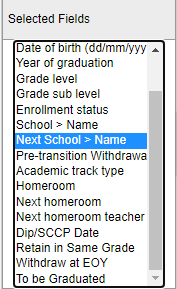 Selected Fields
Date of birth (dd/mm/yyy
Year of graduation
Grade level
Grade sub level
Enrollment status
School > Name
Next School > Name
Pre-transition Withdrawa
Academic track type
Homeroom
Next homeroom
Next homeroom teacher
Dip/SCCP Date
Retain in Same Grade
Withdraw at EOY
To be Graduated